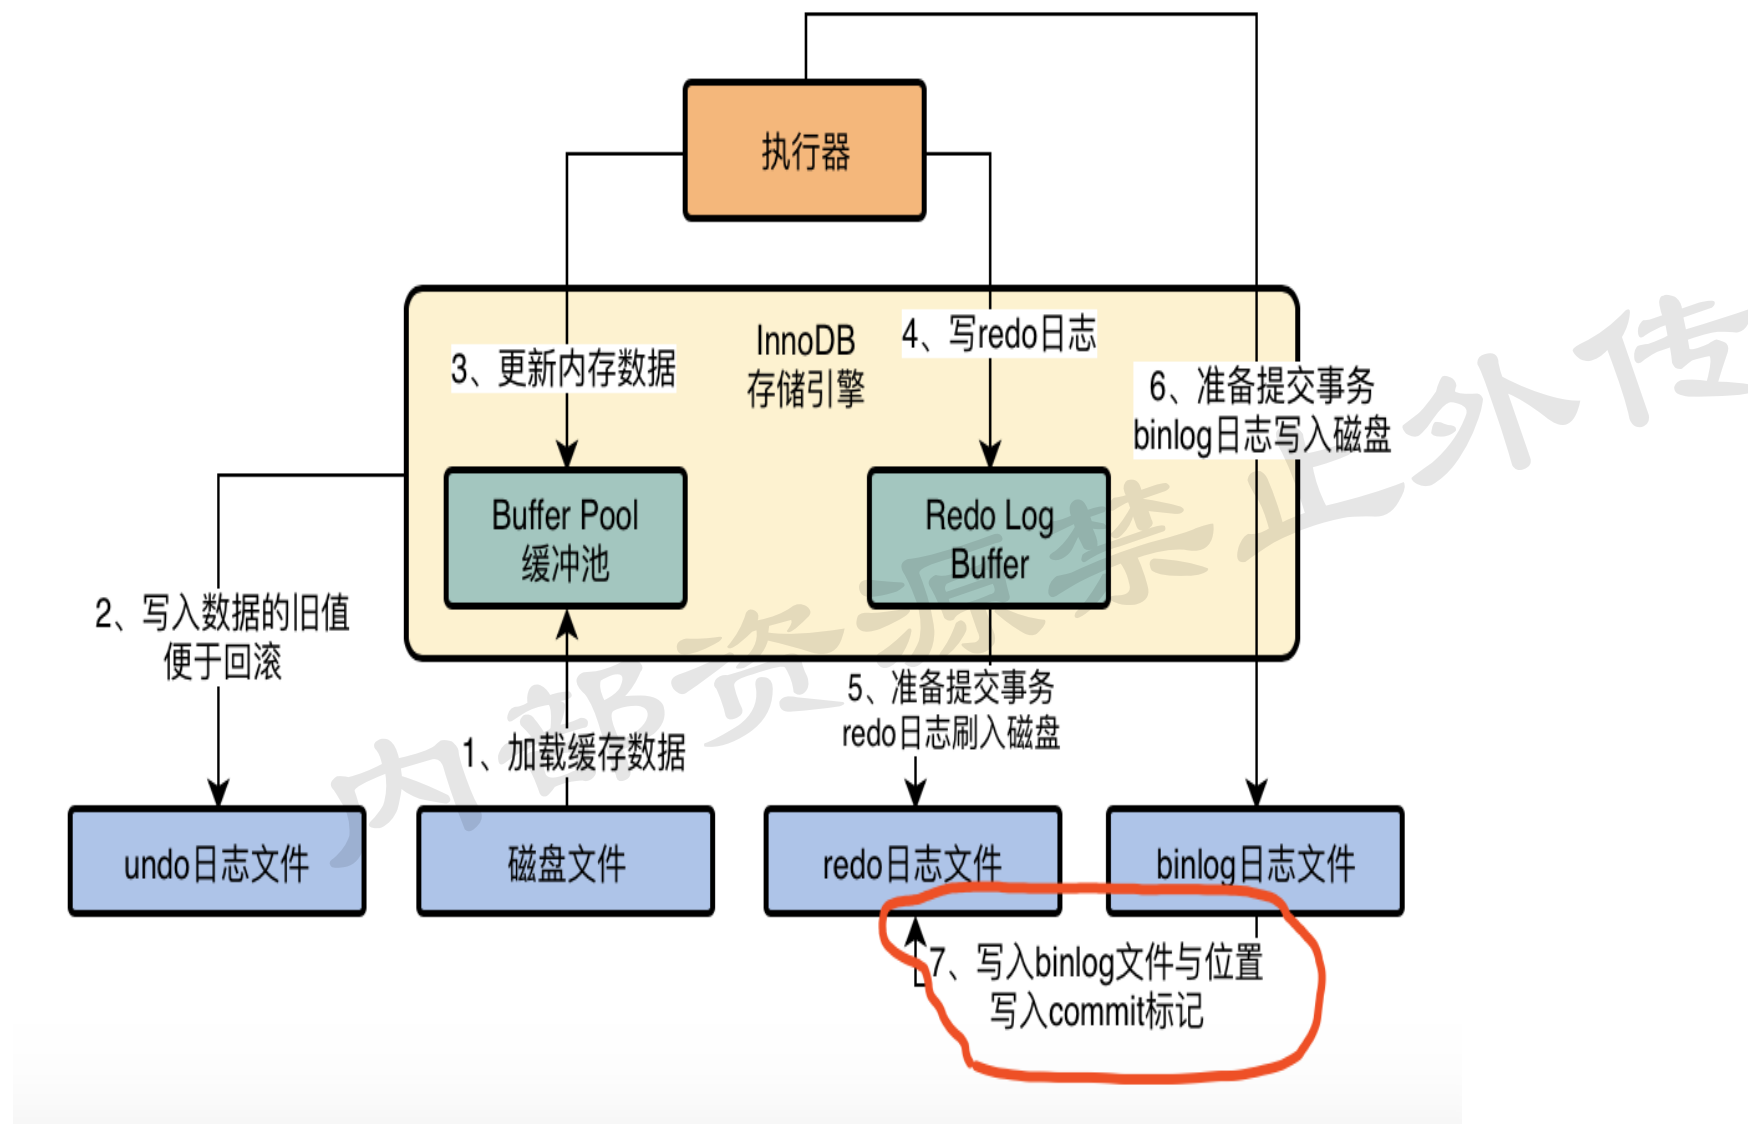 执行器
InnoDB
存储引擎
3、更新内存数据
4、写redo日志
6、准备提交事务
binlog日志写入磁盘
Buffer Pool
缓冲池
Redo Log
Buffer
2、写入数据的旧值
便于回滚
1、加载缓存数据
5、准备提交事务
redo日志刷入磁盘
undo日志文件
磁盘文件
redo日志文件
binlog日志文件
7、写入binlog文件与位置
写入commit标记
内部资源禁止外传